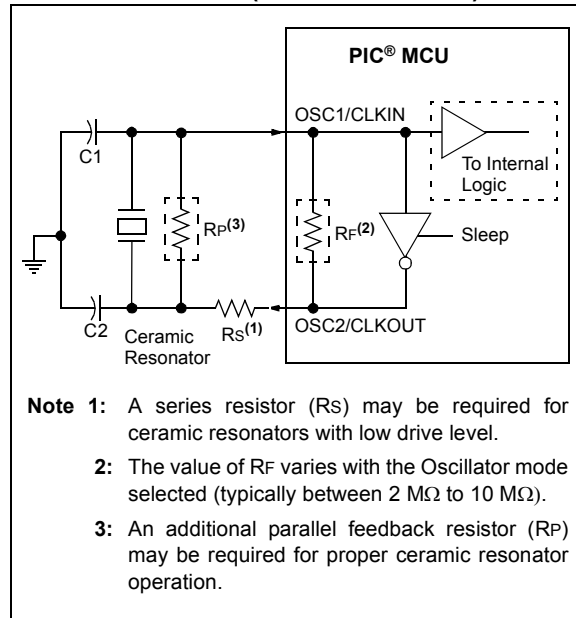 PIC® MCU
OSC1/CLKIN
C1
To Internal
Logic
RP(3)
RF(2)
Sleep
C2
Ceramic
Resonator
RS(1)
OSC2/CLKOUT
Note 1: A series resistor (RS) may be required for
ceramic resonators with low drive level.
2: The value of RF varies with the Oscillator mode
selected (typically between 2 MΩ to 10 MΩ).
3: An additional parallel feedback resistor (RP)
may be required for proper ceramic resonator
operation.